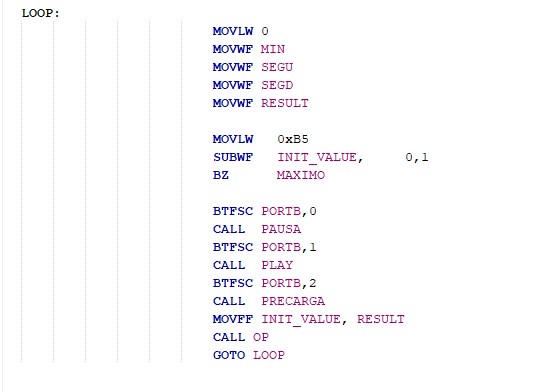 LOOP:
MOVLW 0
MOVWF MIN
MOVWF SEGU
MOVWF SEGD
MOVWF RESULT
MOVLW 0xB5
SUBWF INIT_VALUE, 0,1
BZ MAXIMO
BTFSC PORTB,0
CALL PAUSA
BTFSC PORTB,1
CALL PLAY
BTFSC PORTB,2
CALL PRECARGA
MOVFF INIT_VALUE, RESULT
CALL OP
GOTO LOOP